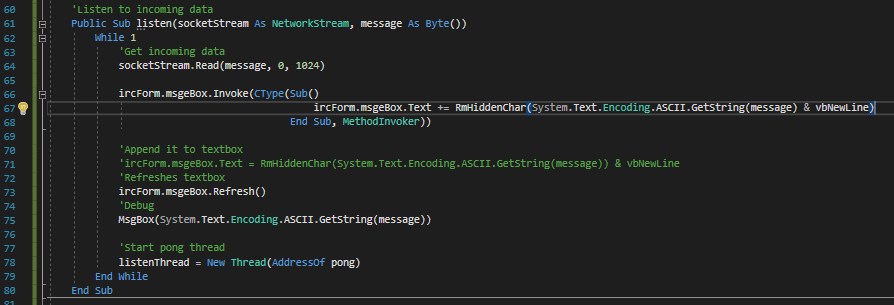 60 'Listen to incoming data
61 Public Sub listen(socketStream As NetworkStream, message As Byte())
62 While 1
63 'Get incoming data
64 socketStream.Read(message, 0, 1024)
65
66 ircForm.msgeBox.Invoke(CType(Sub()
67 ircForm.msgeBox.Text += RmHiddenChar(System.Text.Encoding.ASCII.GetString(message) & vbNewLine)
68 End Sub, MethodInvoker))
69
70 'Append it to textbox
71 'ircForm.msgeBox.Text = RmHiddenChar(System.Text.Encoding.ASCII.GetString(message)) & vbNewLine
72 'Refreshes textbox
73 ircForm.msgeBox.Refresh()
74 'Debug
75 MsgBox(System.Text.Encoding.ASCII.GetString(message))
76
77 'Start pong thread
78 listenThread = New Thread(AddressOf pong)
79 End While
80 End Sub
81